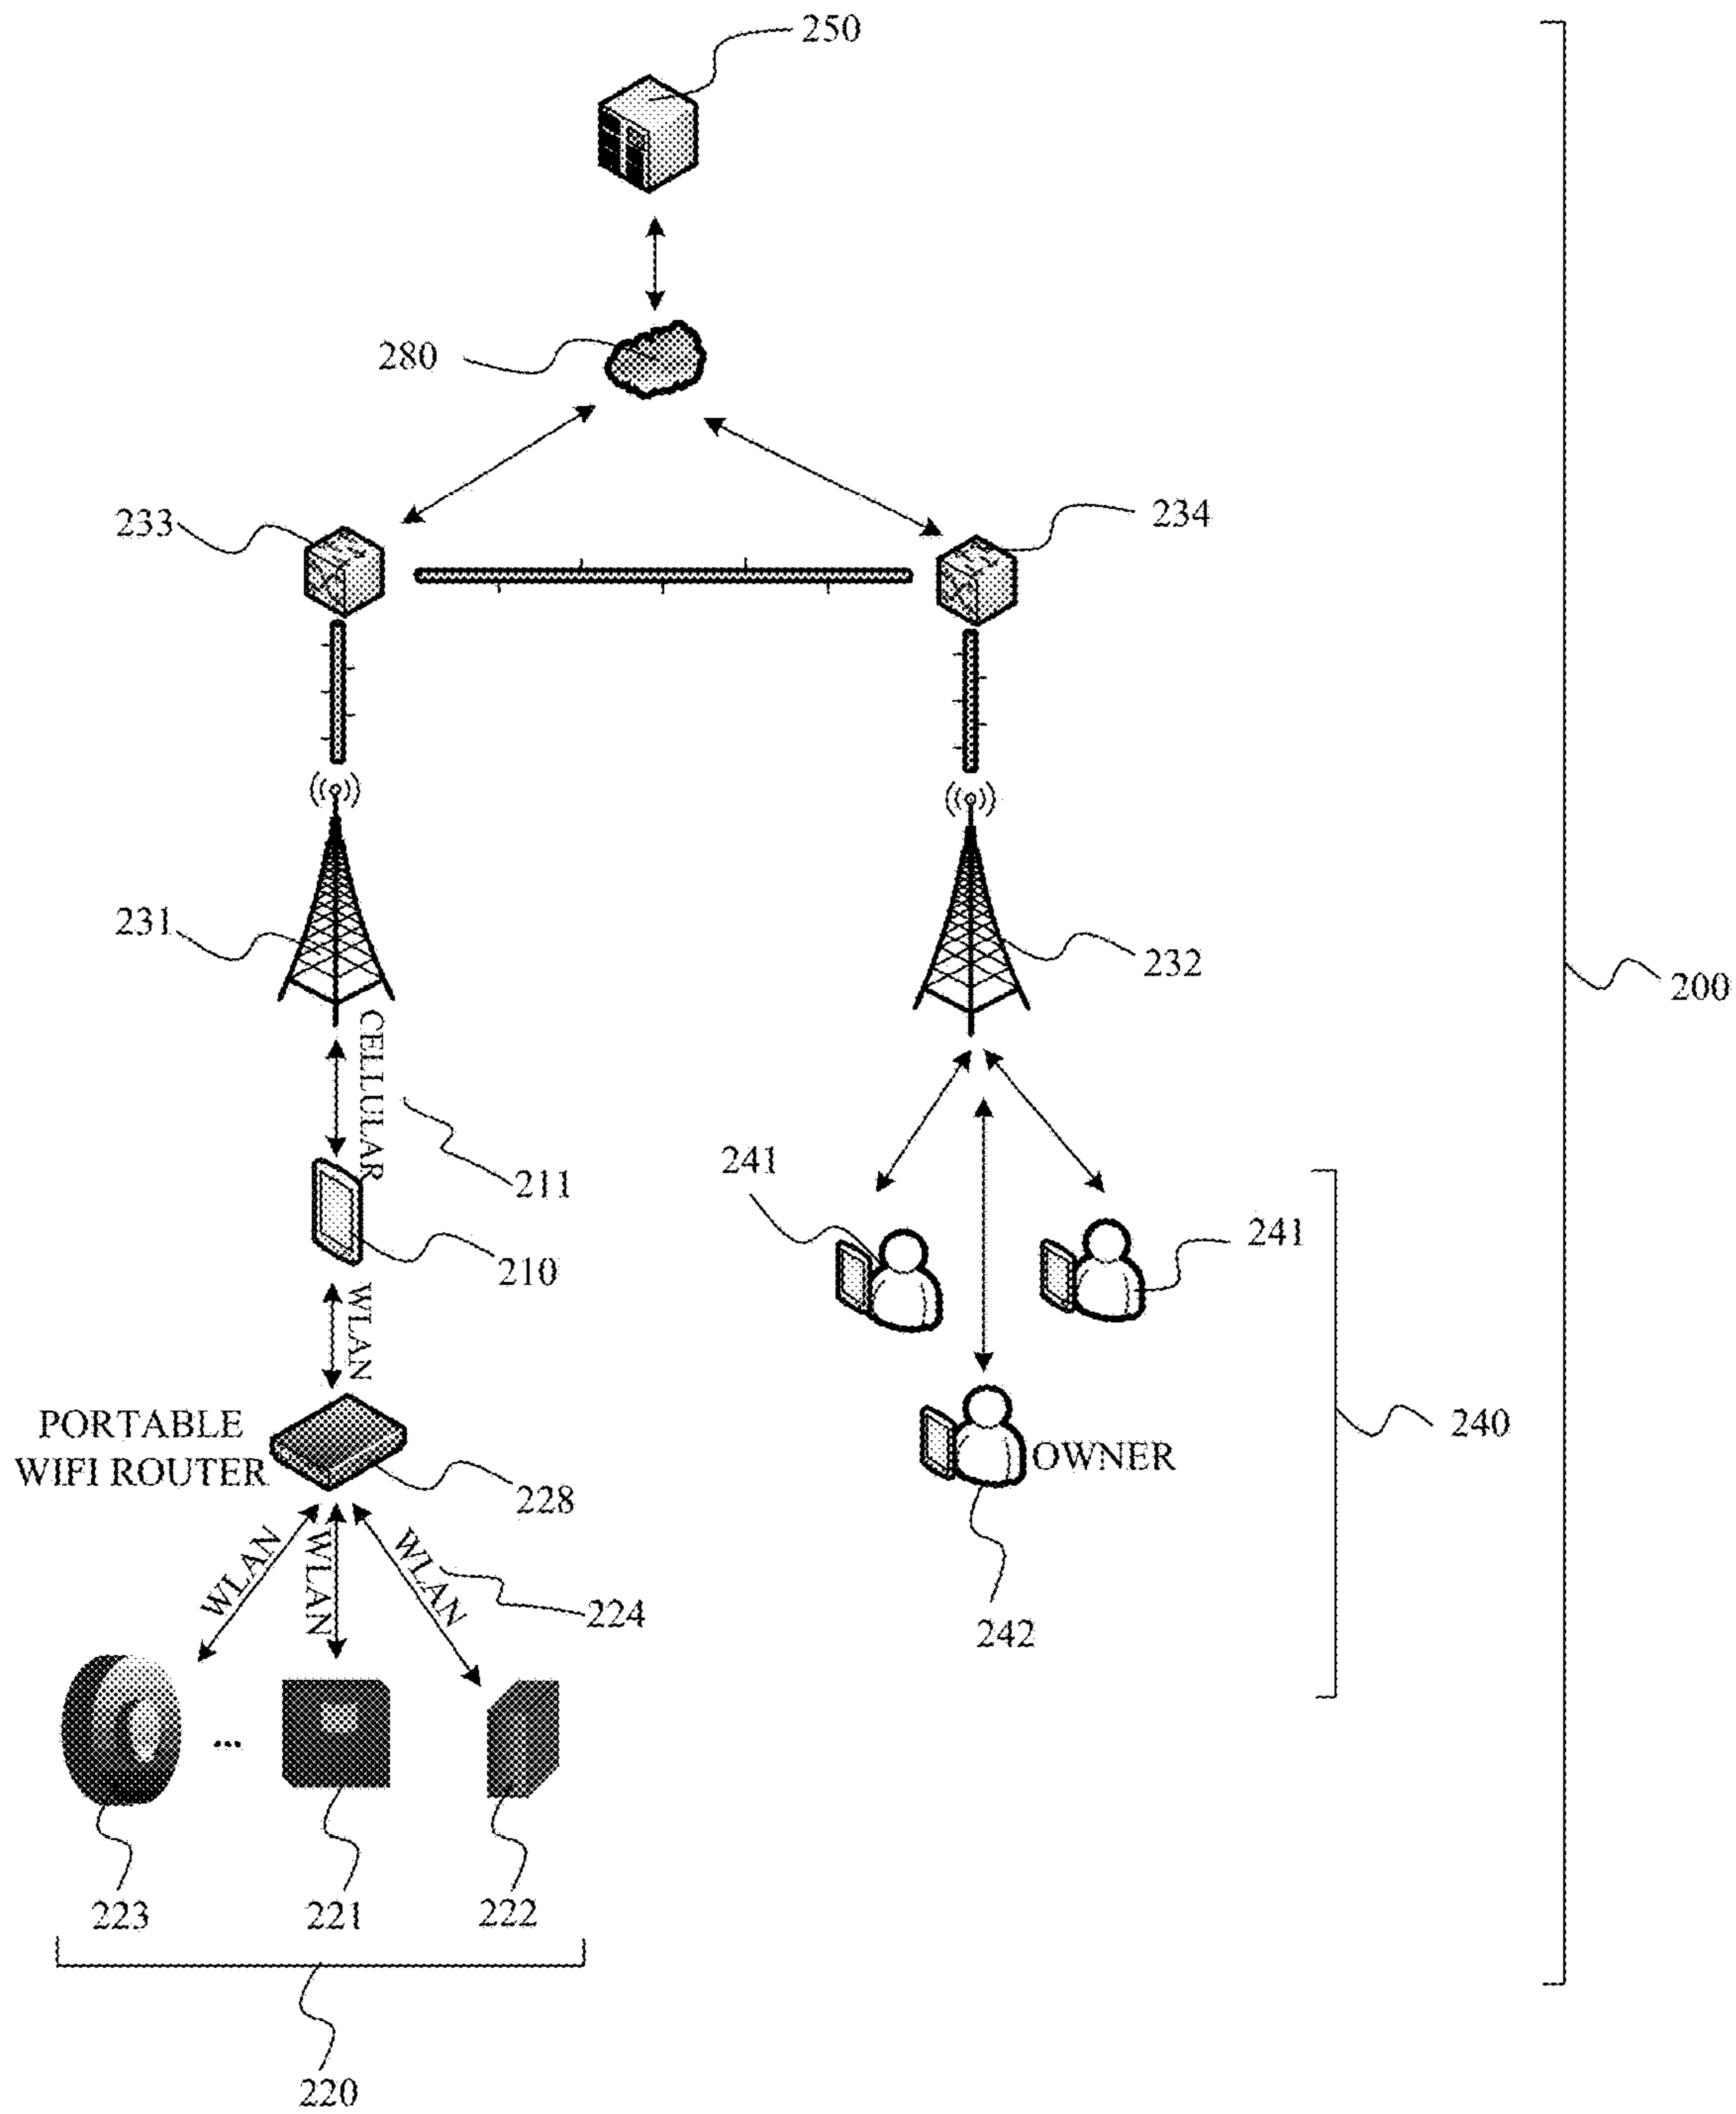 250
280
233
234
231
232
200
CELLULAR
211
241
241
210
WLAN
240
PORTABLE
WIFI ROUTER
OWNER
228
WLAN
WLAN
WLAN
224
242
223
...
221
222
220